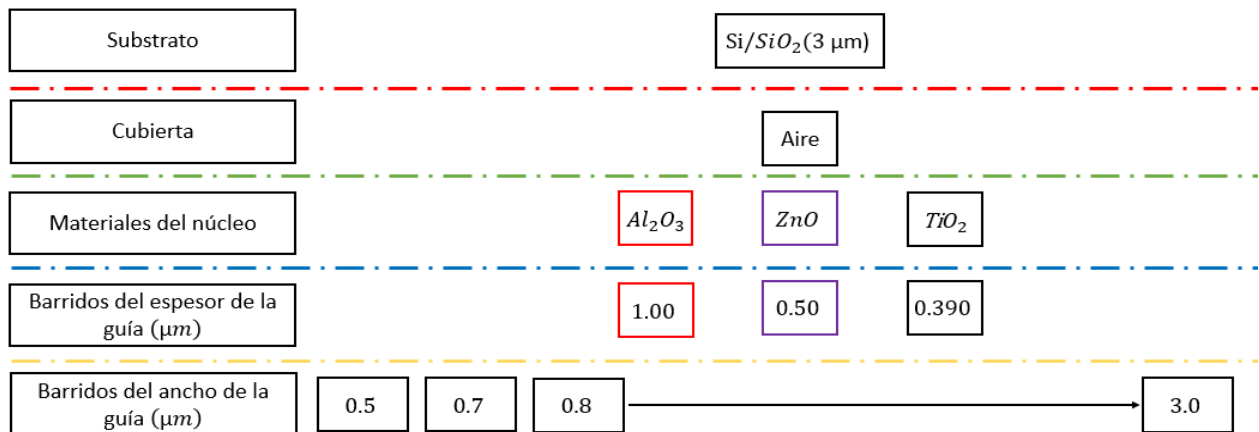 Substrato
Si/SiO₂(3 μm)
Cubierta
Aire
Materiales del núcleo
Al₂O₃
ZnO
TiO₂
Barridos del espesor de la
guía (μm)
1.00
0.50
0.390
Barridos del ancho de la
guía (μm)
0.5
0.7
0.8
3.0